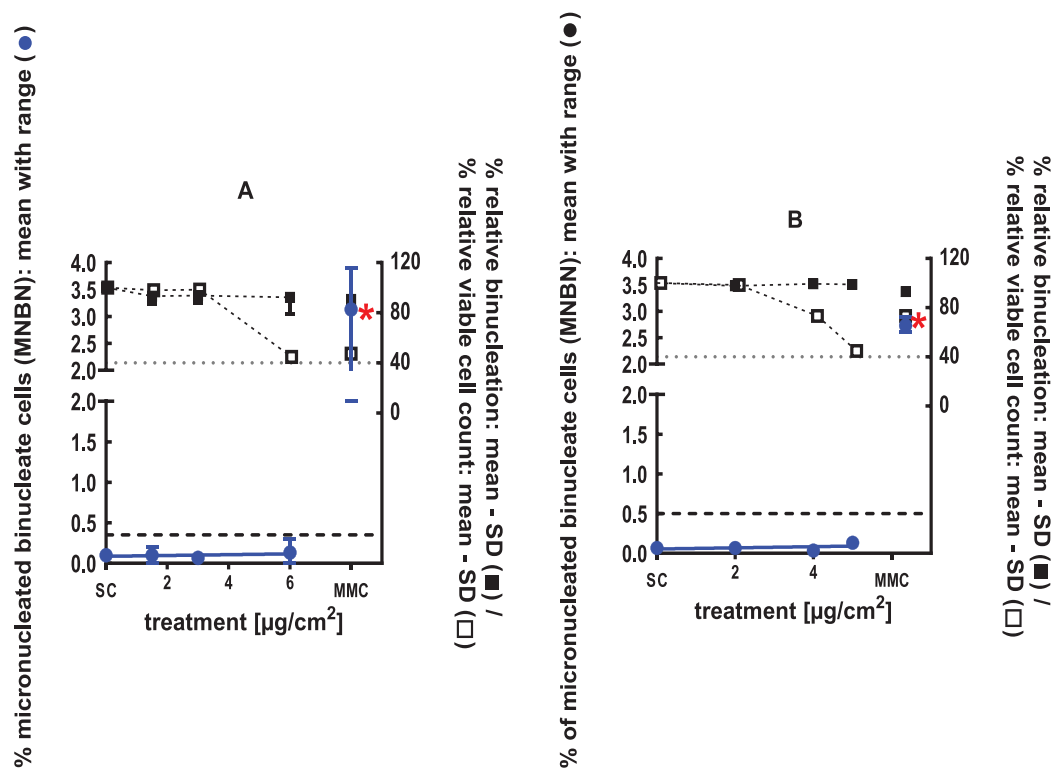 % micronucleated binucleate cells (MNBN): mean with range (●)
A
4.0
3.5
3.0
2.5
2.0
2.0
1.5
1.0
0.5
0.0
SC
2
4
6
MMC
treatment [µg/cm²]
120
80
40
0
*
% relative binucleation: mean - SD (■) /
% relative viable cell count: mean - SD (□)
% of micronucleated binucleate cells (MNBN): mean with range (●)
B
4.0
3.5
3.0
2.5
2.0
2.0
1.5
1.0
0.5
0.0
SC
2
4
MMC
treatment [µg/cm²]
120
80
40
0
*
% relative binucleation: mean - SD (■) /
% relative viable cell count: mean - SD (□)